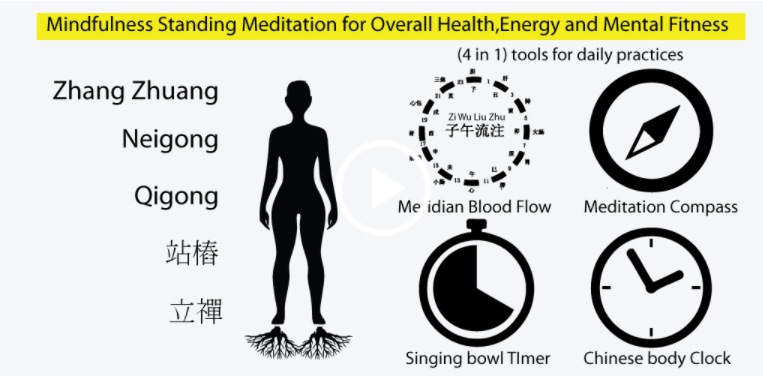 Mindfulness Standing Meditation for Overall Health,Energy and Mental Fitness
(4 in 1) tools for daily practices
Zhang Zhuang
Neigong
Qigong
站樁
立禪
Zi Wu Liu Zhu
子午流注
Meridian Blood Flow
Meditation Compass
Singing bowl TImer
Chinese body Clock